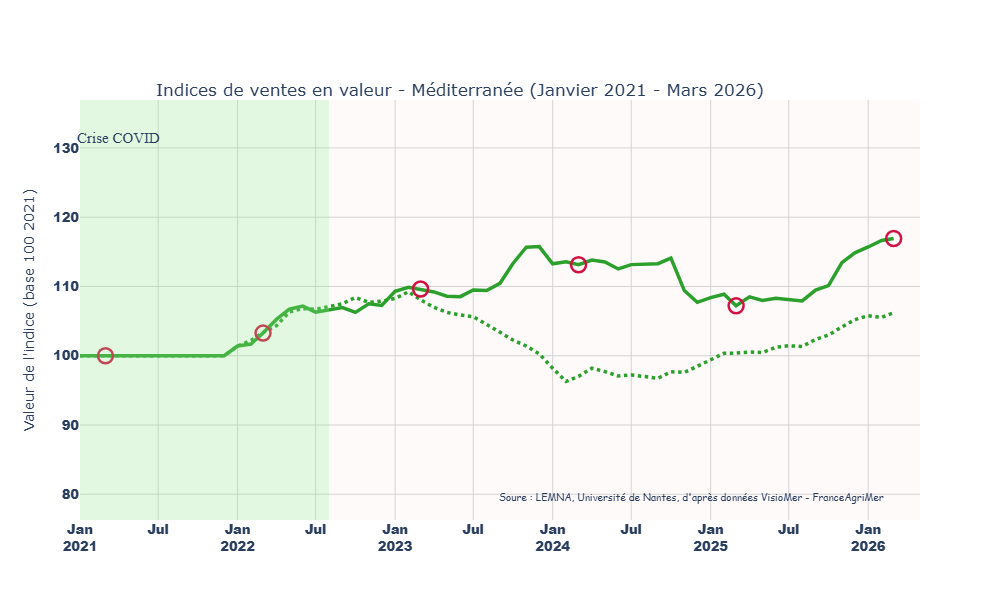 Indices de ventes en valeur - Méditerranée (Janvier 2021 - Mars 2026)
Crise COVID
Valeur de l'indice (base 100 2021)
130
120
110
100
90
80
Soure : LEMNA, Université de Nantes, d'après données VisioMer - FranceAgriMer
Jan Jul Jan Jul Jan Jul Jan Jul Jan Jul Jan
2021 2022 2023 2024 2025 2026